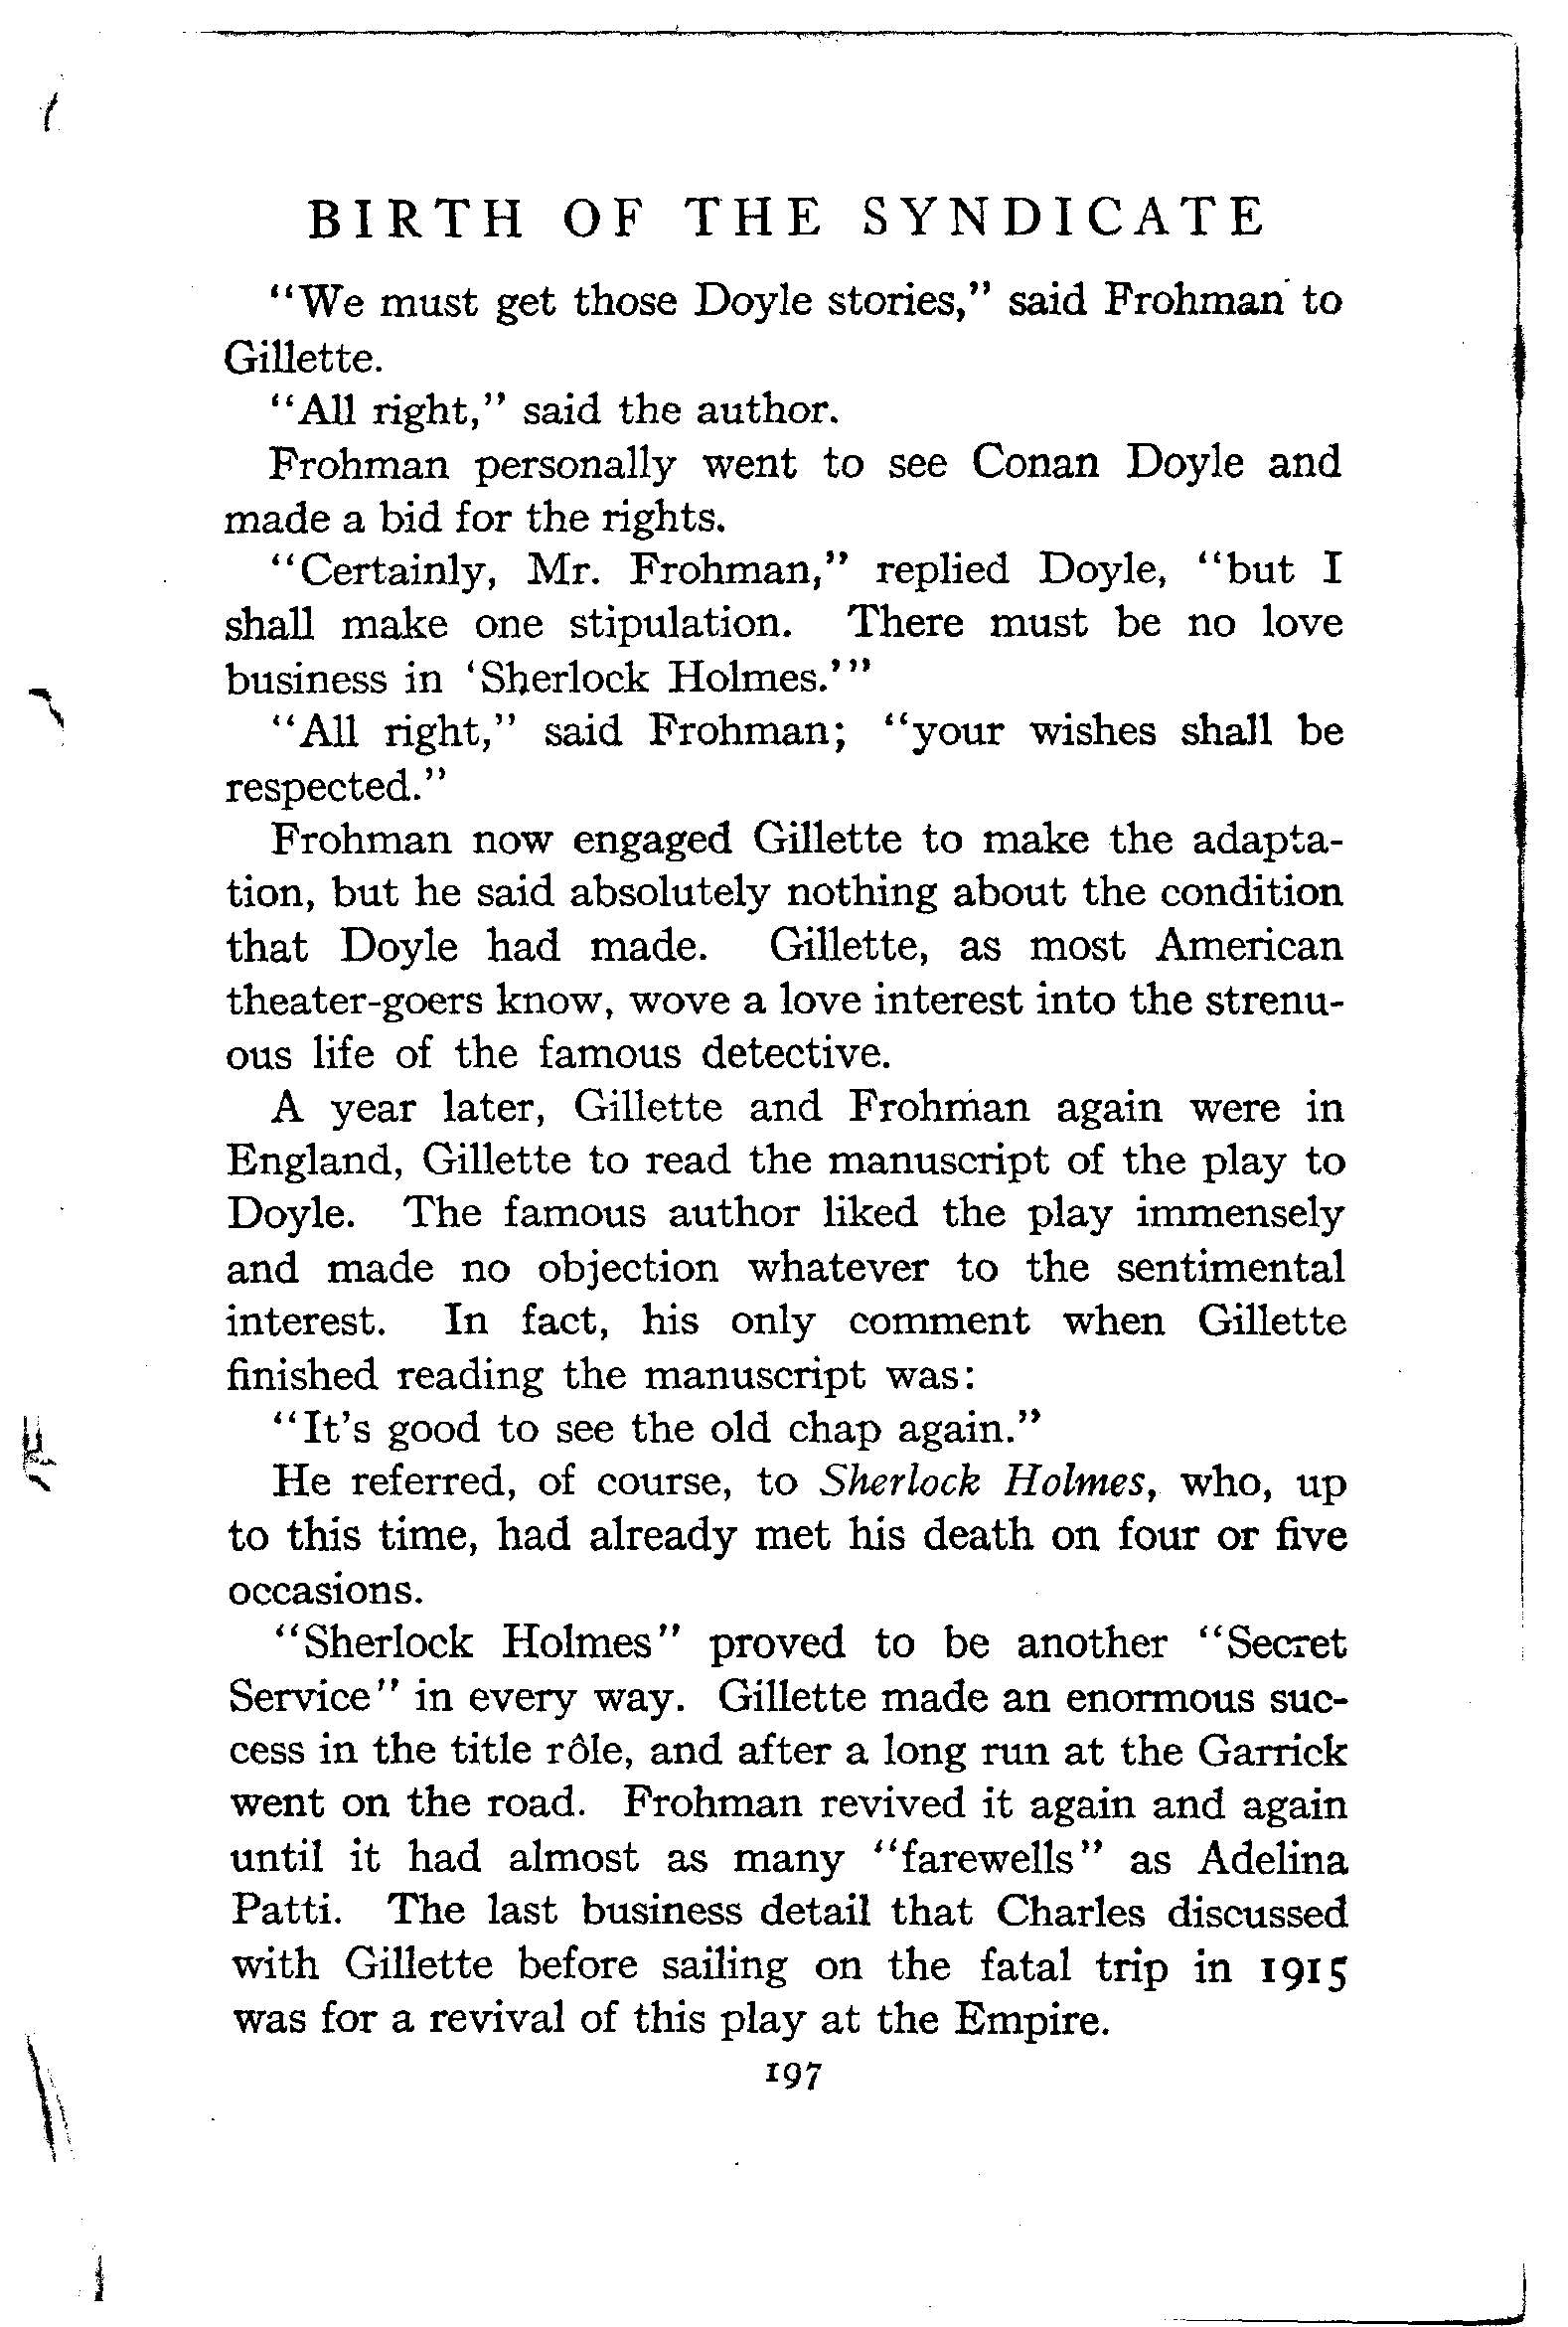 BIRTH OF THE SYNDICATE
"We must get those Doyle stories," said Frohman to
Gillette.
"All right," said the author.
Frohman personally went to see Conan Doyle and
made a bid for the rights.
"Certainly, Mr. Frohman," replied Doyle, "but I
shall make one stipulation. There must be no love
business in 'Sherlock Holmes.'"
"All right," said Frohman; "your wishes shall be
respected."
Frohman now engaged Gillette to make the adapta-
tion, but he said absolutely nothing about the condition
that Doyle had made. Gillette, as most American
theater-goers know, wove a love interest into the strenu-
ous life of the famous detective.
A year later, Gillette and Frohman again were in
England, Gillette to read the manuscript of the play to
Doyle. The famous author liked the play immensely
and made no objection whatever to the sentimental
interest. In fact, his only comment when Gillette
finished reading the manuscript was:
"It's good to see the old chap again."
He referred, of course, to Sherlock Holmes, who, up
to this time, had already met his death on four or five
occasions.
"Sherlock Holmes" proved to be another "Secret
Service" in every way. Gillette made an enormous suc-
cess in the title rôle, and after a long run at the Garrick
went on the road. Frohman revived it again and again
until it had almost as many "farewells" as Adelina
Patti. The last business detail that Charles discussed
with Gillette before sailing on the fatal trip in 1915
was for a revival of this play at the Empire.
197